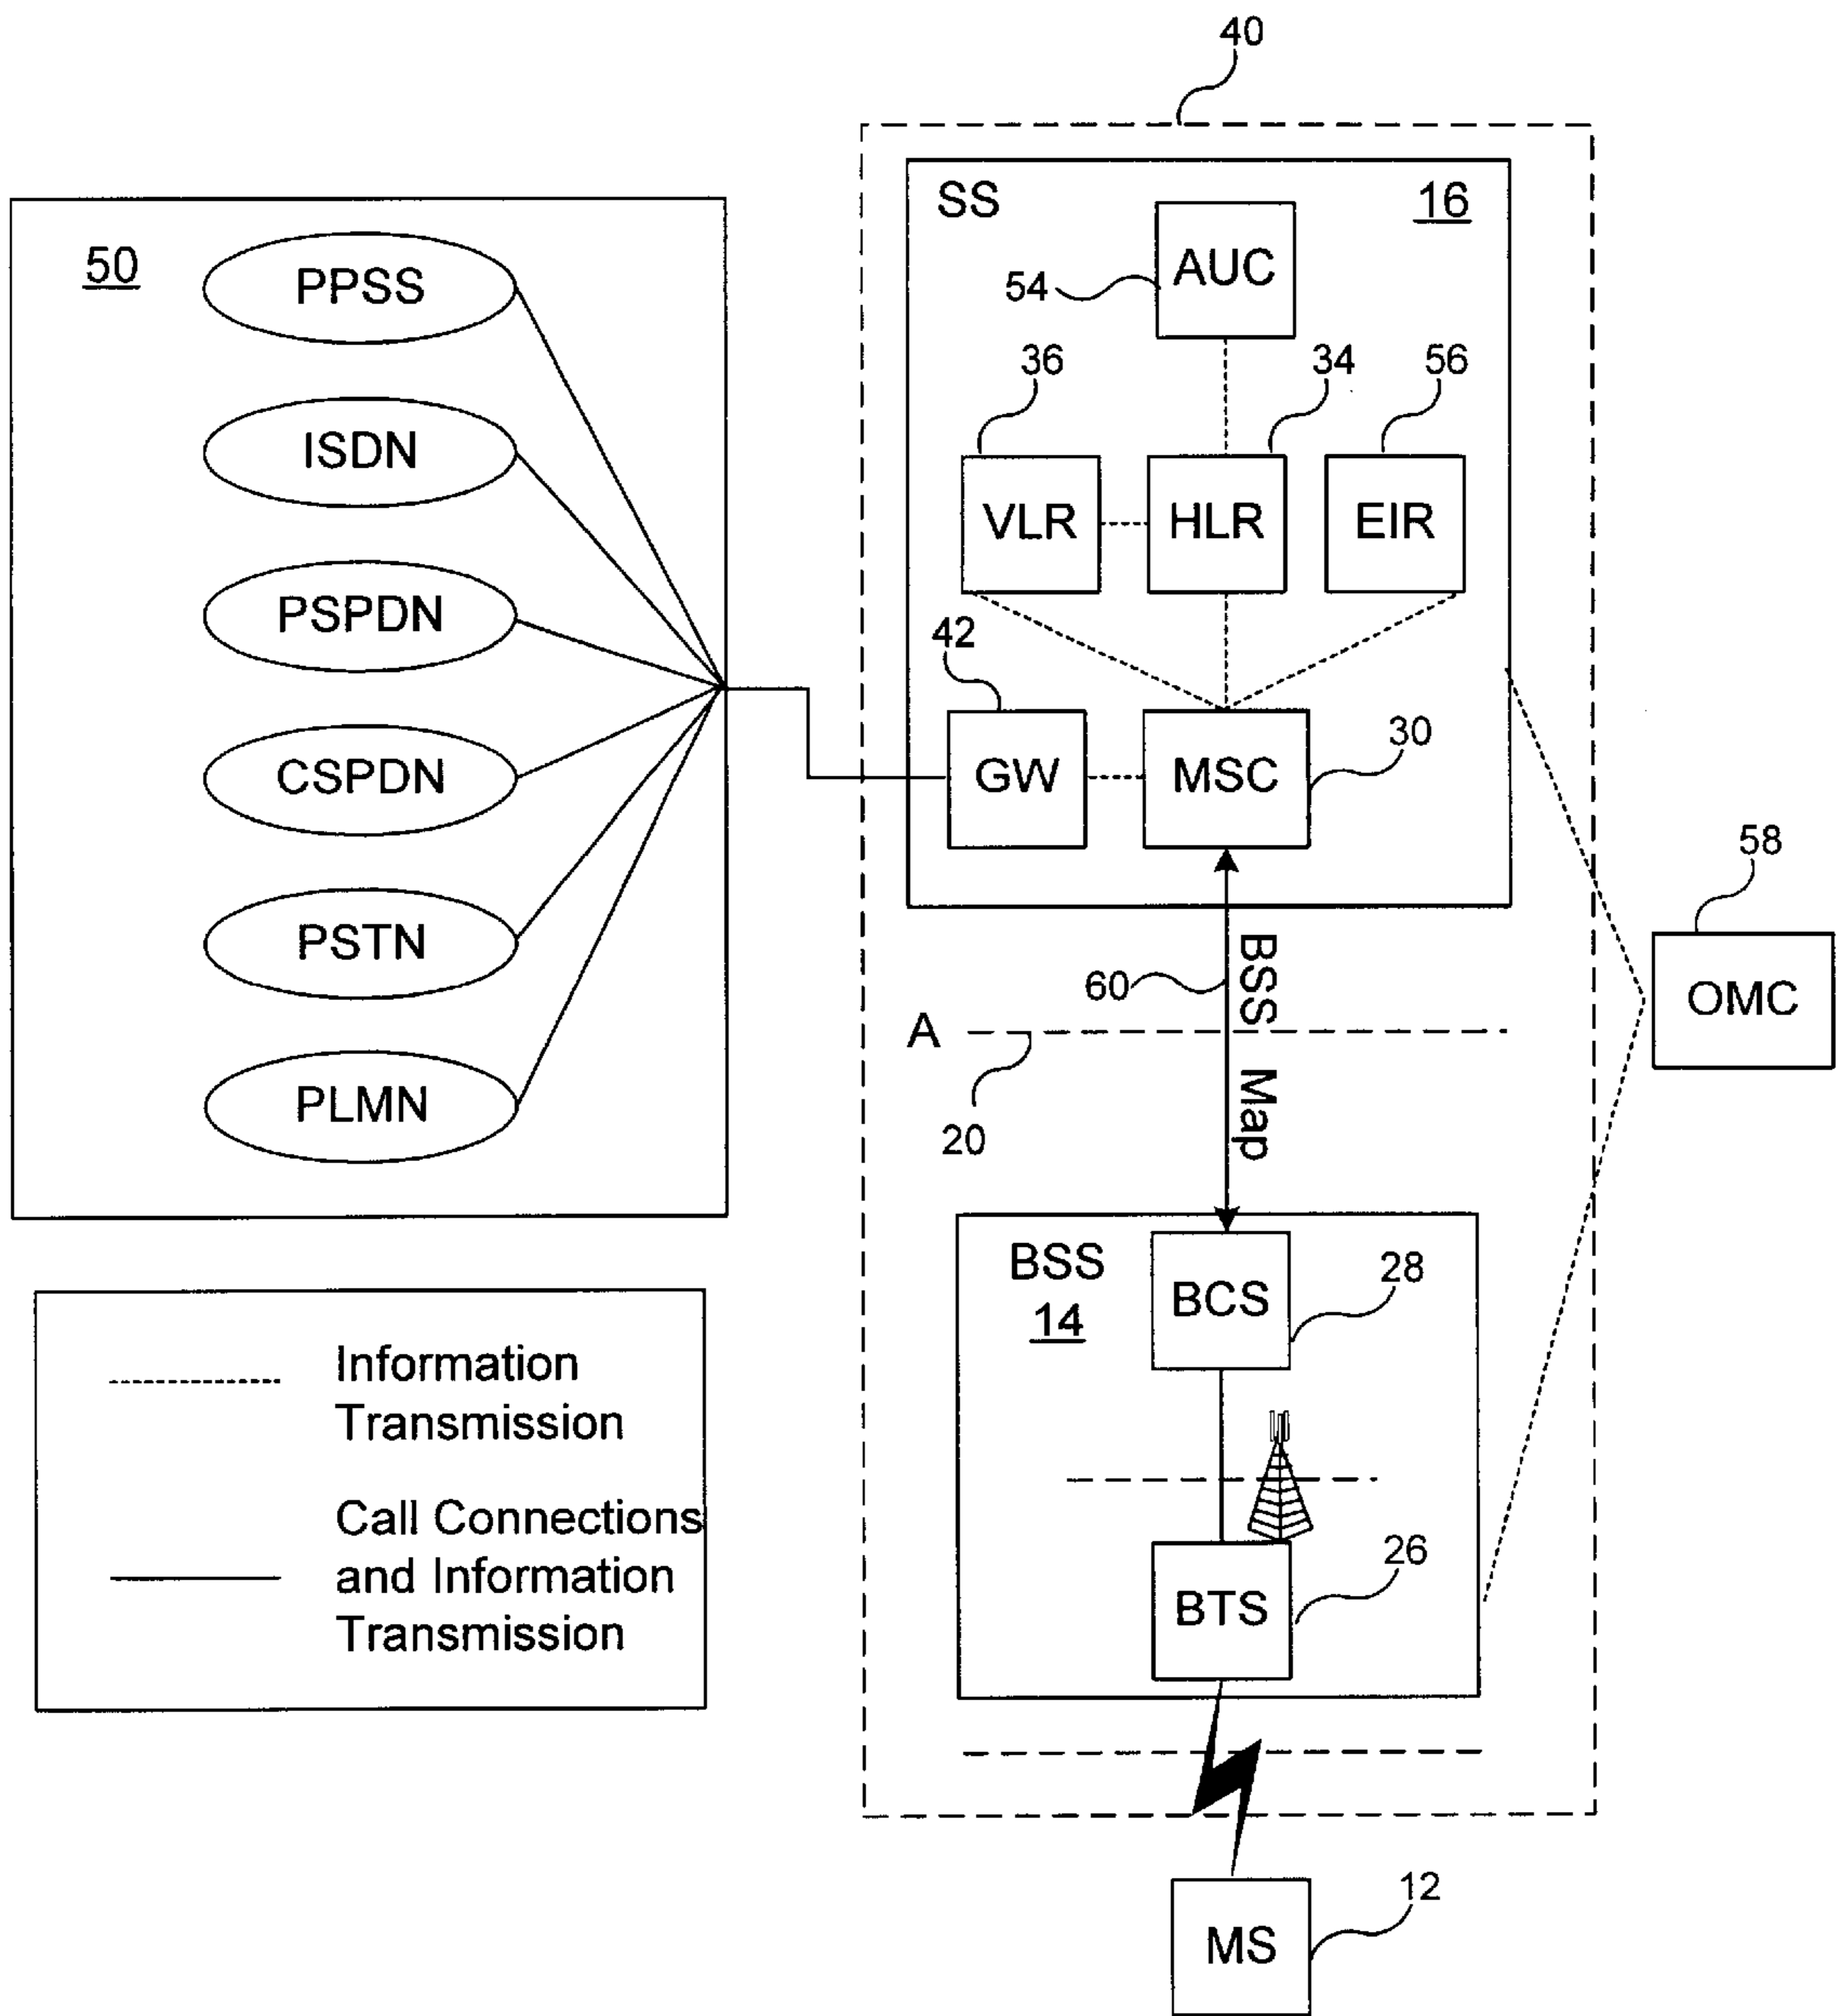 40
SS
16
50
PPSS
AUC
54
36
34
56
ISDN
VLR
HLR
EIR
PSPDN
42
GW
MSC
30
CSPDN
58
PSTN
BSS Map
60
OMC
A
20
PLMN
BSS
14
BCS
28
Information
Transmission
Call Connections
and Information
Transmission
26
BTS
12
MS